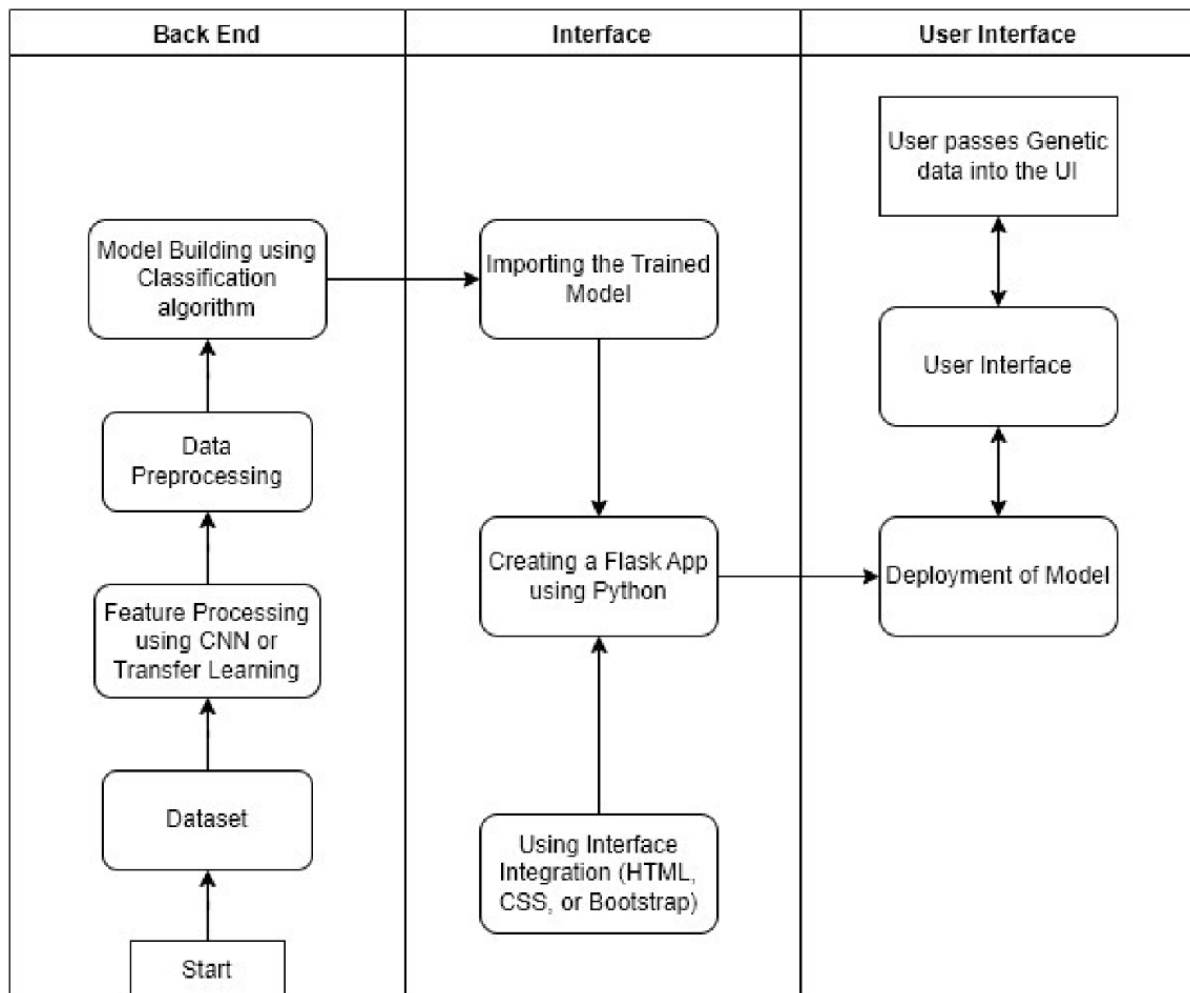 Back End
Interface
User Interface
User passes Genetic
data into the UI
Model Building using
Classification
algorithm
Importing the Trained
Model
User Interface
Data
Preprocessing
Creating a Flask App
using Python
Deployment of Model
Feature Processing
using CNN or
Transfer Learning
Dataset
Using Interface
Integration (HTML,
CSS, or Bootstrap)
Start